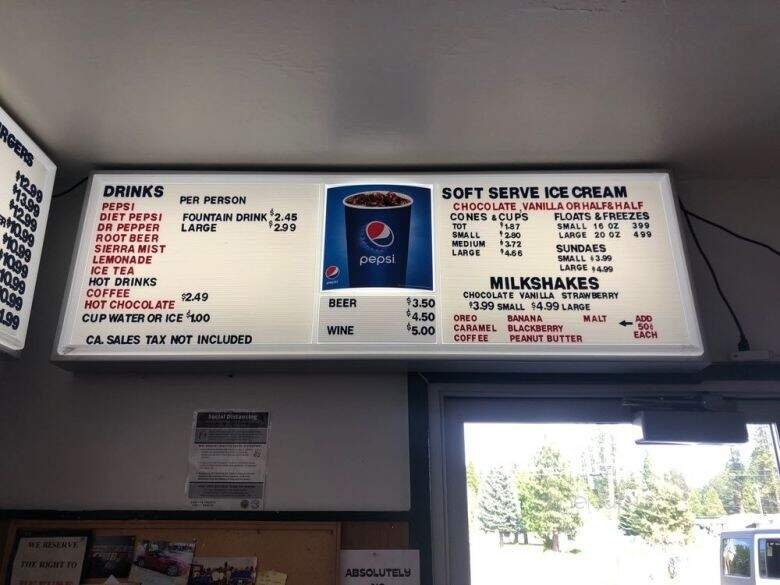 RGERS
$12.99
$13.99
$12.99
$10.99
$10.99
$10.99
10.99
10.99
1.99
DRINKS
PER PERSON
PEPSI
DIET PEPSI
DR PEPPER
ROOT BEER
SIERRA MIST
LEMONADE
ICE TEA
FOUNTAIN DRINK $2.45
LARGE $2.99
HOT DRINKS
COFFEE
HOT CHOCOLATE $2.49
CUP WATER OR ICE $1.00
CA. SALES TAX NOT INCLUDED
pepsi
BEER $3.50
$4.50
WINE $5.00
SOFT SERVE ICE CREAM
CHOCOLATE, VANILLA OR HALF&HALF
CONES & CUPS
TOT $1.87
SMALL $2.80
MEDIUM $3.72
LARGE $4.66
FLOATS & FREEZES
SMALL 16 OZ 399
LARGE 20 OZ 499
SUNDAES
SMALL $3.99
LARGE $4.99
MILKSHAKES
CHOCOLATE VANILLA STRAWBERRY
$3.99 SMALL $4.99 LARGE
OREO BANANA MALT
CARAMEL BLACKBERRY
COFFEE PEANUT BUTTER
← ADD
50¢
EACH
Social Distancing
WE RESERVE
THE RIGHT TO
ABSOLUTELY